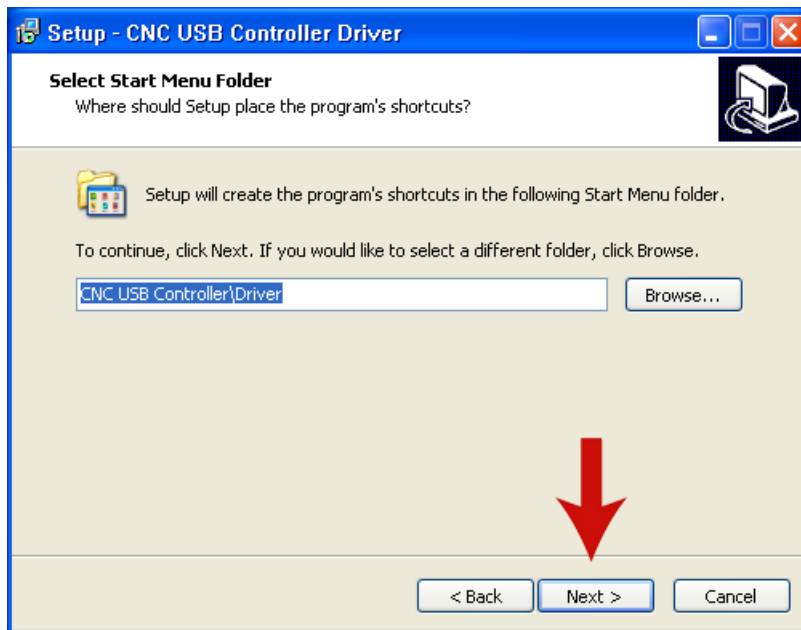 Setup - CNC USB Controller Driver
Select Start Menu Folder
Where should Setup place the program's shortcuts?
Setup will create the program's shortcuts in the following Start Menu folder.
To continue, click Next. If you would like to select a different folder, click Browse.
CNC USB Controller\Driver
Browse...
< Back
Next >
Cancel